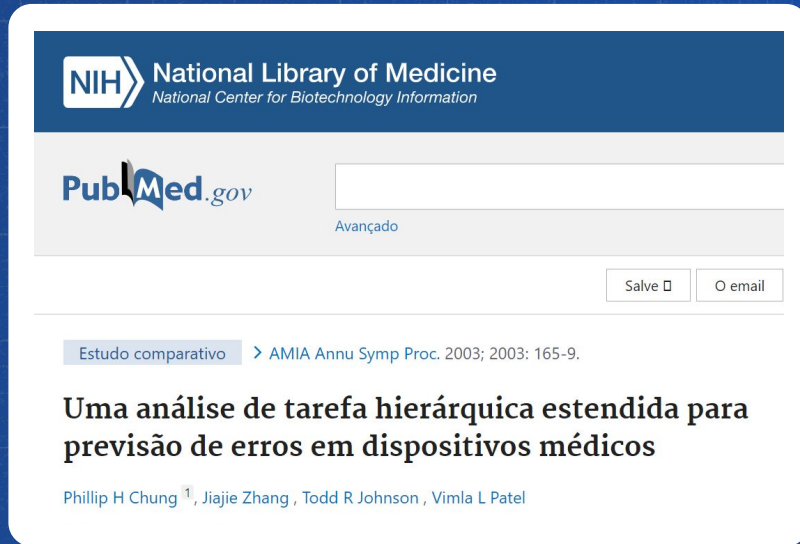 NIH National Library of Medicine
National Center for Biotechnology Information
PubMed.gov
Avançado
Salve O email
Estudo comparativo > AMIA Annu Symp Proc. 2003; 2003: 165-9.
Uma análise de tarefa hierárquica estendida para
previsão de erros em dispositivos médicos
Phillip H Chung 1 , Jiajie Zhang , Todd R Johnson , Vimla L Patel